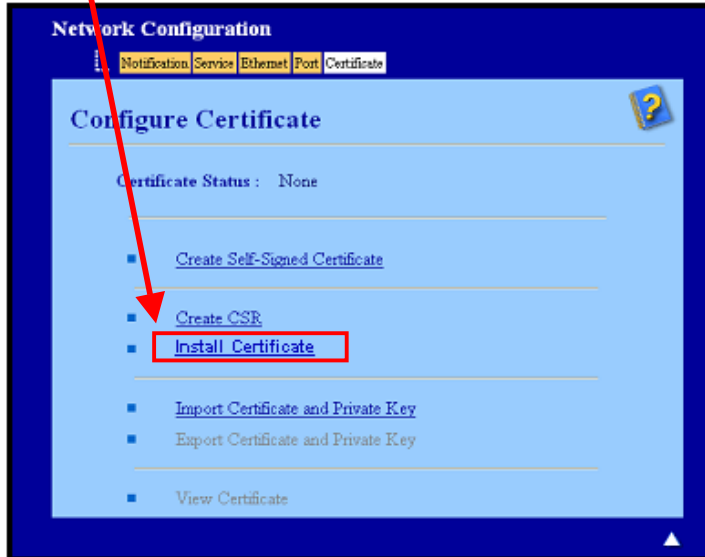 Network Configuration
Notification Service Ethernet Port Certificate
Configure Certificate
Certificate Status : None
Create Self-Signed Certificate
Create CSR
Install Certificate
Import Certificate and Private Key
Export Certificate and Private Key
View Certificate